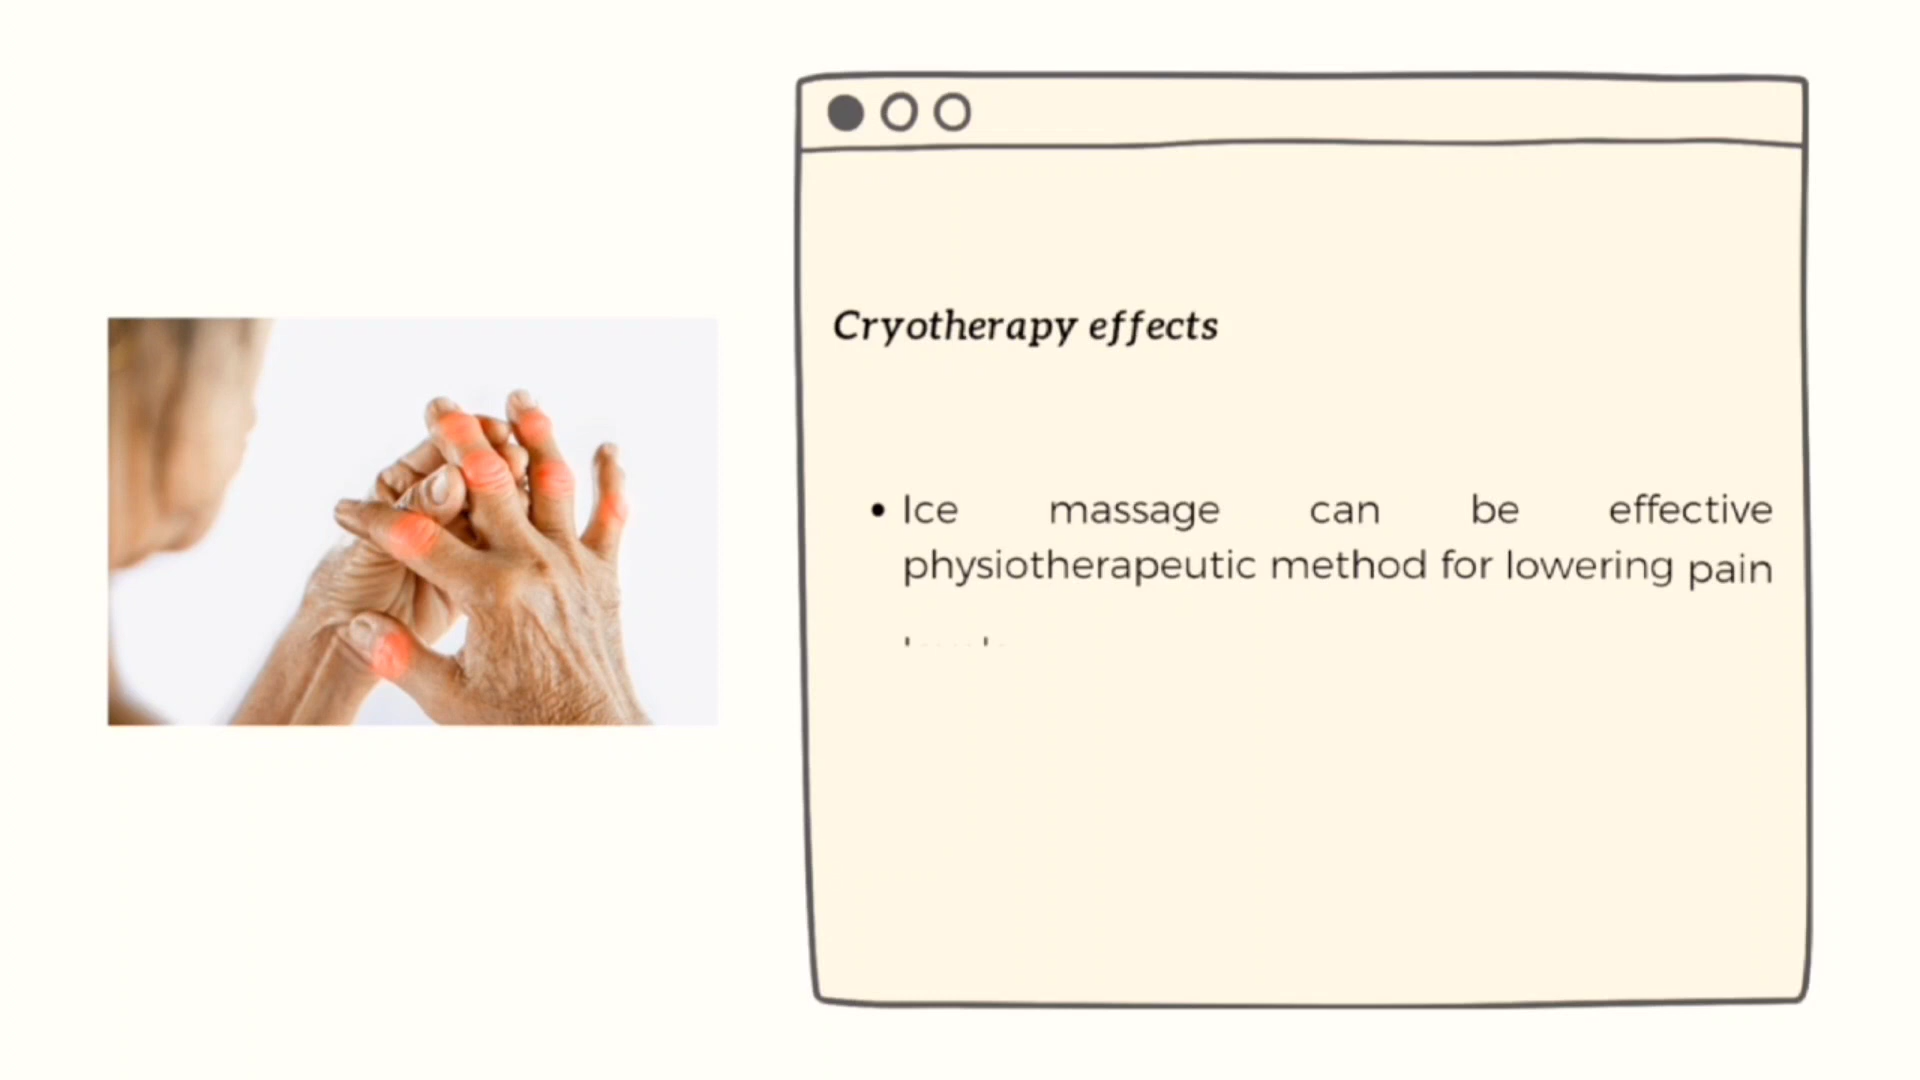 Cryotherapy effects
• Ice massage can be effective
physiotherapeutic method for lowering pain